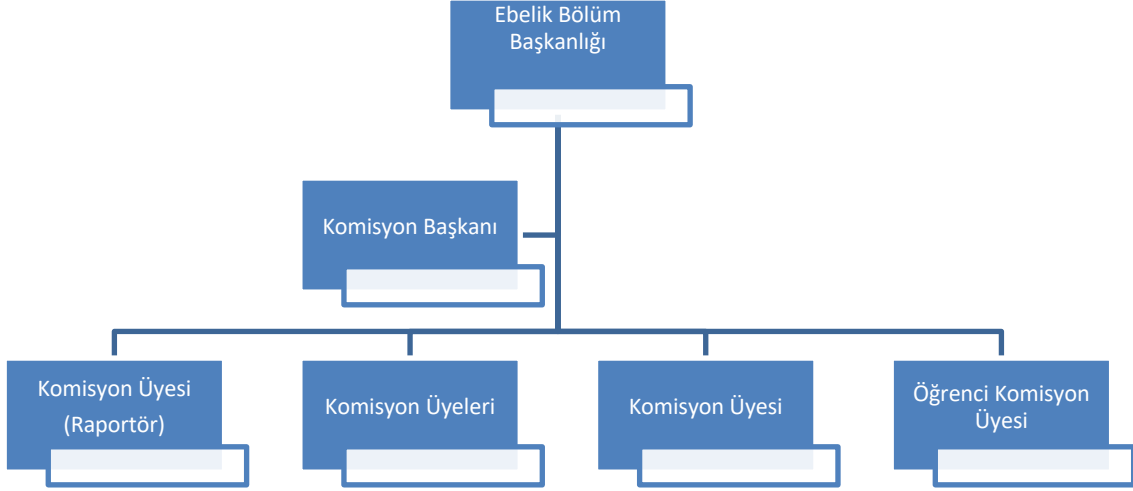 Ebelik Bölüm
Başkanlığı
Komisyon Başkanı
Komisyon Üyesi
(Raportör)
Komisyon Üyeleri
Komisyon Üyesi
Öğrenci Komisyon
Üyesi